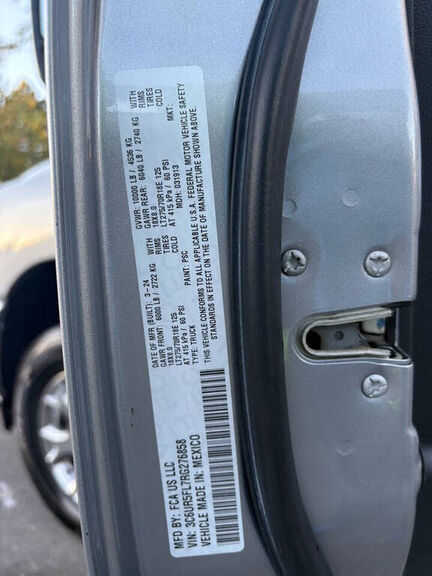 MFD BY: FCA US LLC
DATE OF MFR (BUILT): 3-24
GVWR: 10000 LB / 4536 KG
GAWR FRONT: 6000 LB / 2722 KG
WITH
GAWR REAR: 6040 LB / 2740 KG
WITH
18X8.0
RIMS
18X8.0
RIMS
LT275/70R18E 125
TIRES
LT275/70R18E 125
TIRES
AT 415 kPa / 60 PSI
COLD
AT 415 kPa / 60 PSI
COLD
TYPE: TRUCK
PAINT: PSC
MDH: 031913
MKT:
THIS VEHICLE CONFORMS TO ALL APPLICABLE U.S.A. FEDERAL MOTOR VEHICLE SAFETY
STANDARDS IN EFFECT ON THE DATE OF MANUFACTURE SHOWN ABOVE.
VIN: 3C6UR5FL7RG276858
VEHICLE MADE IN: MEXICO